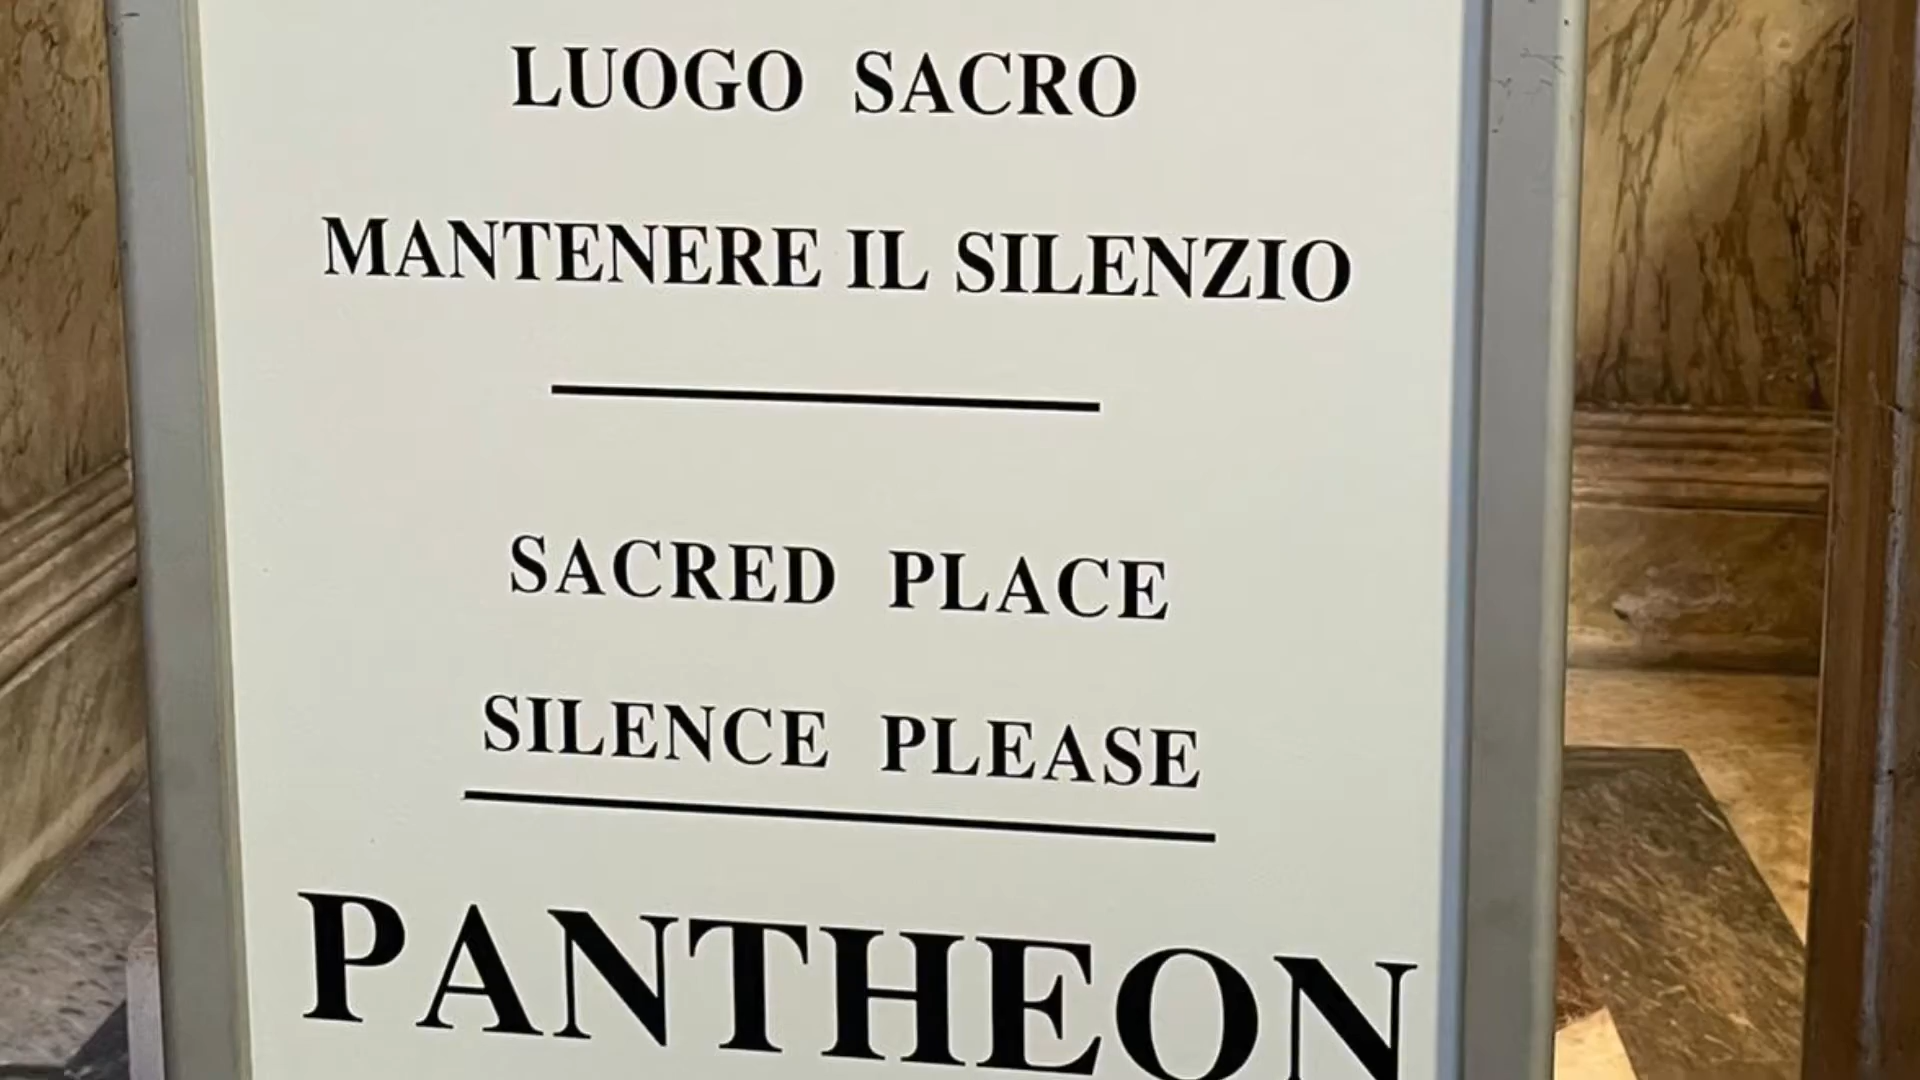 LUOGO SACRO
MANTENERE IL SILENZIO
SACRED PLACE
SILENCE PLEASE
PANTHEON